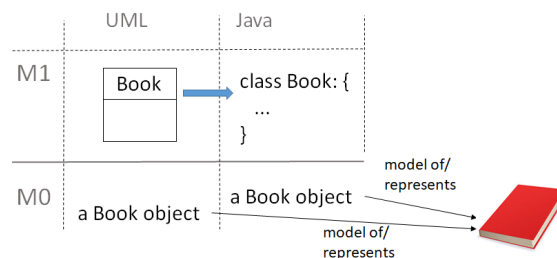 UML Java
M1
Book
class Book: {
...
}
M0
a Book object
a Book object
model of/
represents
model of/
represents